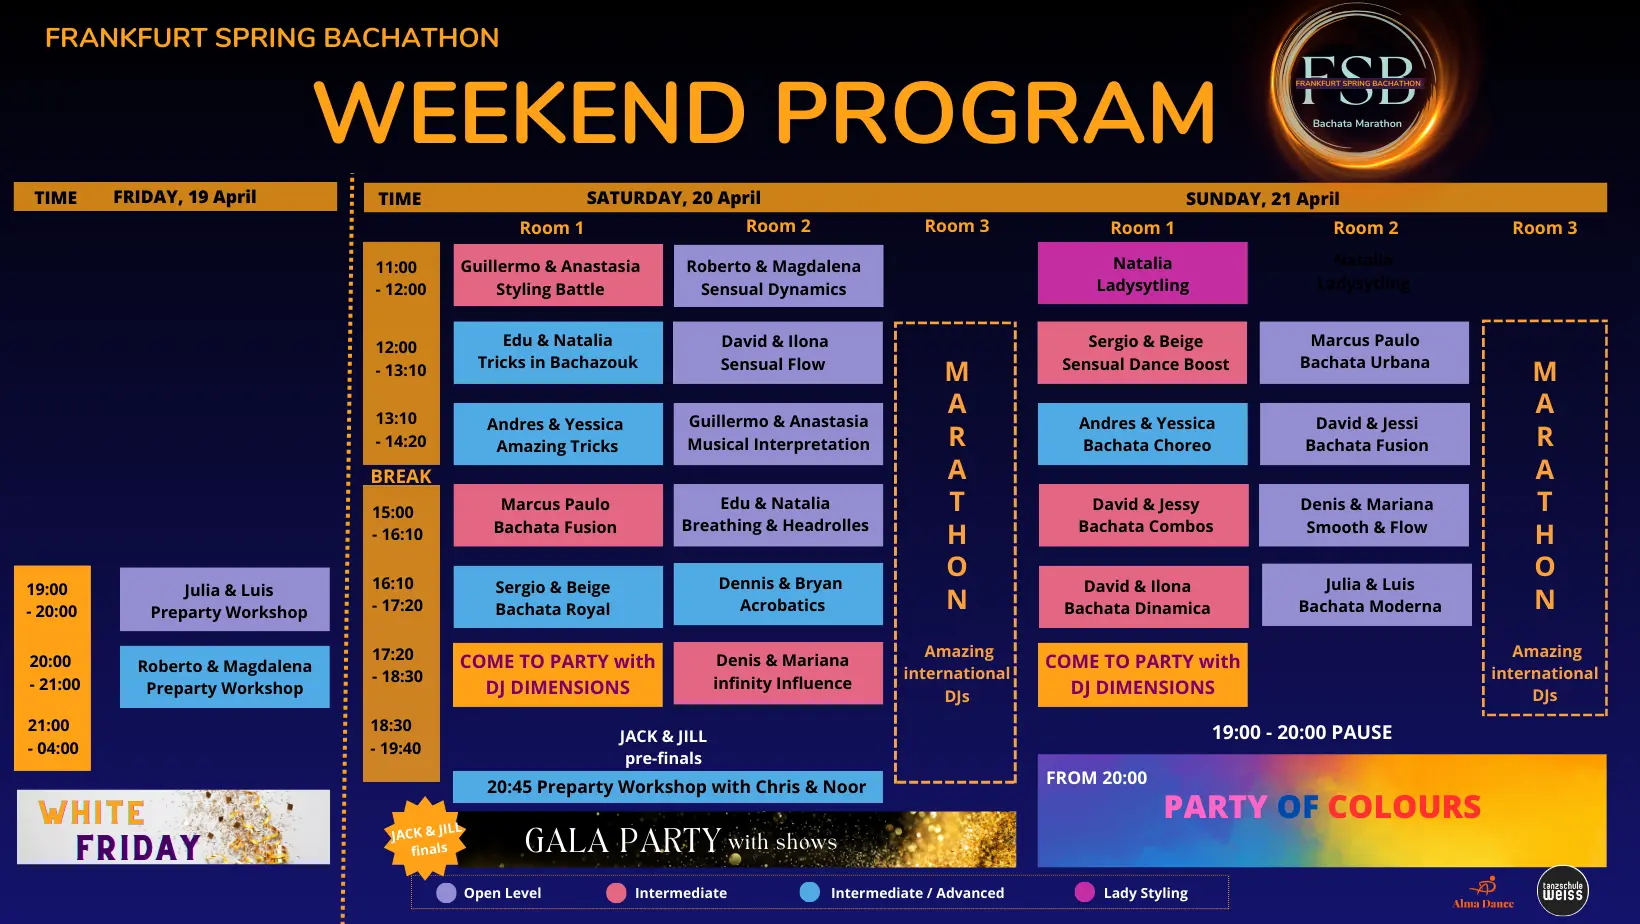 FRANKFURT SPRING BACHATHON
WEEKEND PROGRAM
FSB
FRANKFURT SPRING BACHATHON
Bachata Marathon
TIME
FRIDAY, 19 April
19:00
- 20:00
Julia & Luis
Preparty Workshop
20:00
- 21:00
Roberto & Magdalena
Preparty Workshop
21:00
- 04:00
WHITE
FRIDAY
TIME
SATURDAY, 20 April
SUNDAY, 21 April
Room 1
Room 2
Room 3
Room 1
Room 2
Room 3
11:00
- 12:00
Guillermo & Anastasia
Styling Battle
Roberto & Magdalena
Sensual Dynamics
Natalia
Ladysytling
Natalia
Ladysytling
12:00
- 13:10
Edu & Natalia
Tricks in Bachazouk
David & Ilona
Sensual Flow
Sergio & Beige
Sensual Dance Boost
Marcus Paulo
Bachata Urbana
13:10
- 14:20
Andres & Yessica
Amazing Tricks
Guillermo & Anastasia
Musical Interpretation
Andres & Yessica
Bachata Choreo
David & Jessi
Bachata Fusion
BREAK
15:00
- 16:10
Marcus Paulo
Bachata Fusion
Edu & Natalia
Breathing & Headrolles
David & Jessy
Bachata Combos
Denis & Mariana
Smooth & Flow
16:10
- 17:20
Sergio & Beige
Bachata Royal
Dennis & Bryan
Acrobatics
David & Ilona
Bachata Dinamica
Julia & Luis
Bachata Moderna
17:20
- 18:30
COME TO PARTY with
DJ DIMENSIONS
Denis & Mariana
infinity Influence
COME TO PARTY with
DJ DIMENSIONS
18:30
- 19:40
JACK & JILL
pre-finals
20:45 Preparty Workshop with Chris & Noor
M
A
R
A
T
H
O
N
Amazing
international
DJs
M
A
R
A
T
H
O
N
Amazing
international
DJs
19:00 - 20:00 PAUSE
JACK & JILL
finals
GALA PARTY with shows
FROM 20:00
PARTY OF COLOURS
Open Level
Intermediate
Intermediate / Advanced
Lady Styling
Alma Dance
tanzschule
WEISS